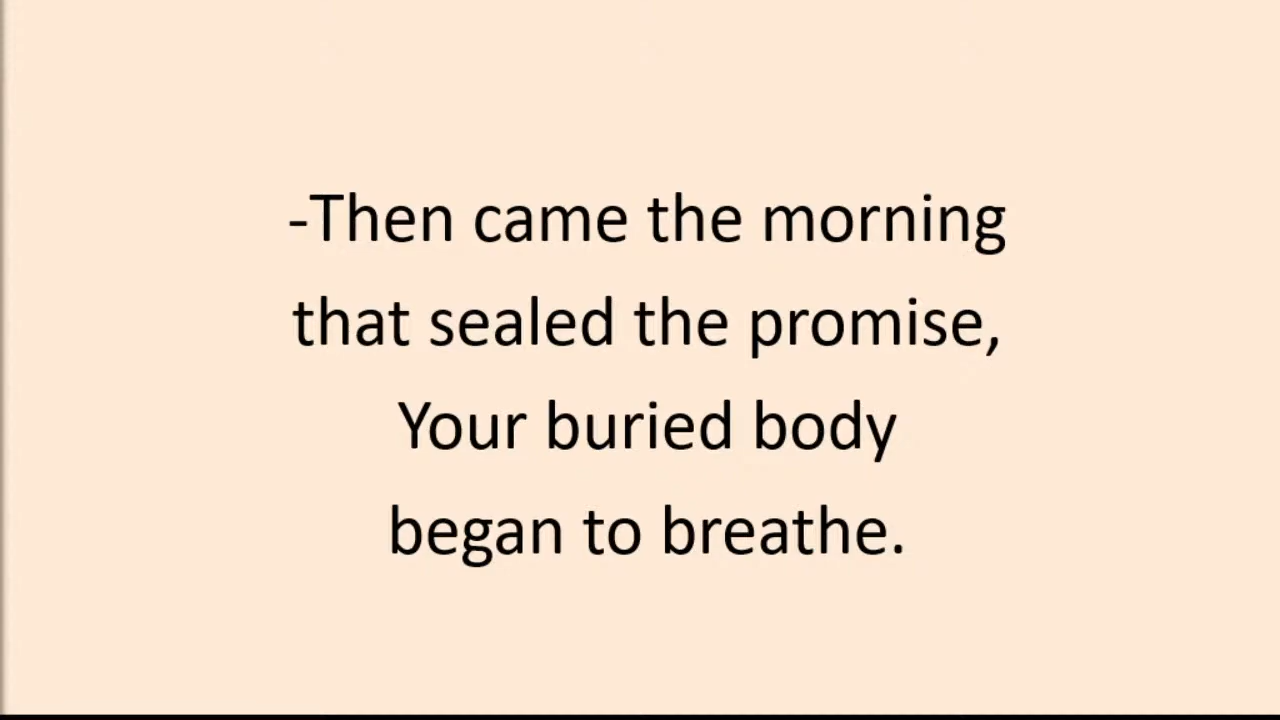 -Then came the morning
that sealed the promise,
Your buried body
began to breathe.